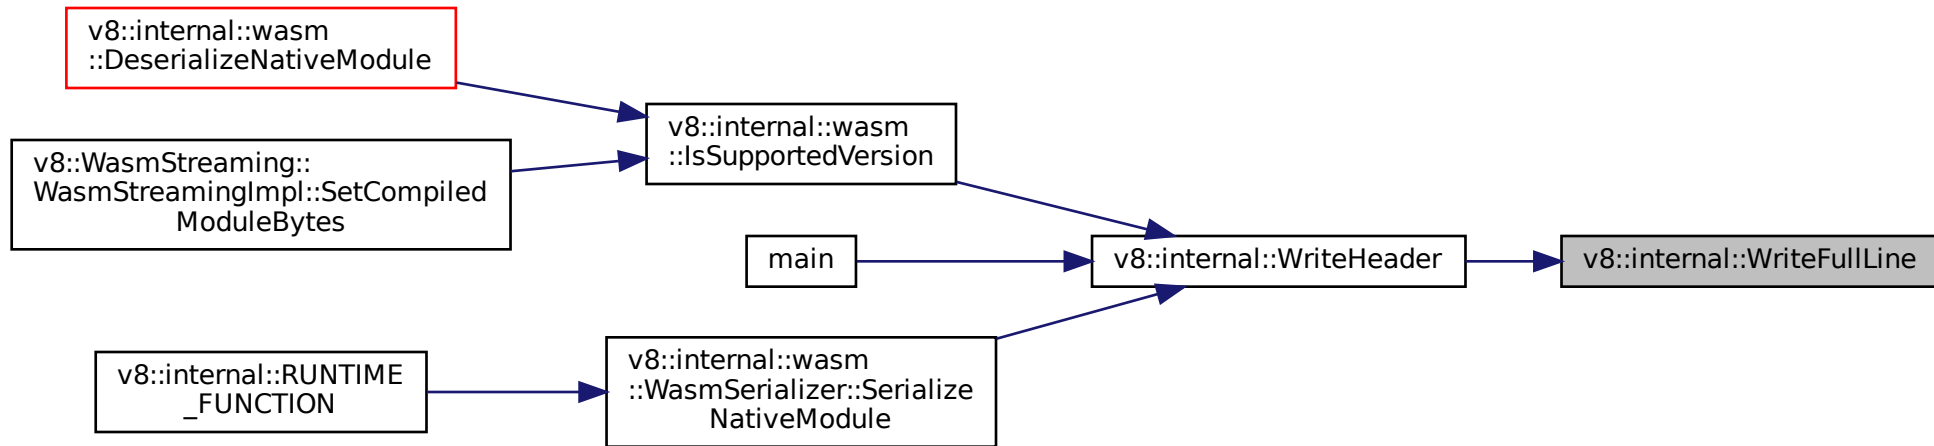 v8::internal::wasm
::DeserializeNativeModule
v8::WasmStreaming::
WasmStreamingImpl::SetCompiled
ModuleBytes
v8::internal::wasm
::IsSupportedVersion
main
v8::internal::WriteHeader
v8::internal::WriteFullLine
v8::internal::RUNTIME
_FUNCTION
v8::internal::wasm
::WasmSerializer::Serialize
NativeModule